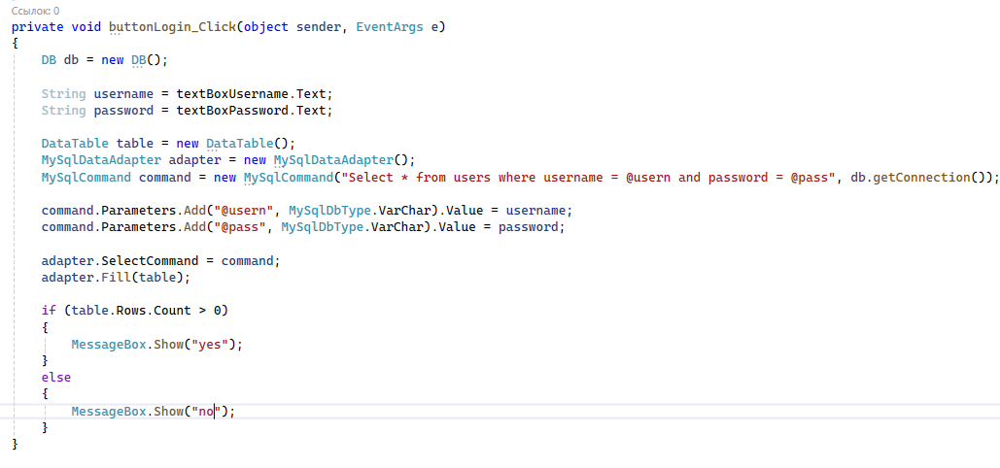 Ссылок: 0
private void buttonLogin_Click(object sender, EventArgs e)
{
DB db = new DB();
String username = textBoxUsername.Text;
String password = textBoxPassword.Text;
DataTable table = new DataTable();
MySqlDataAdapter adapter = new MySqlDataAdapter();
MySqlCommand command = new MySqlCommand("Select * from users where username = @usern and password = @pass", db.getConnection());
command.Parameters.Add("@usern", MySqlDbType.VarChar).Value = username;
command.Parameters.Add("@pass", MySqlDbType.VarChar).Value = password;
adapter.SelectCommand = command;
adapter.Fill(table);
if (table.Rows.Count > 0)
{
MessageBox.Show("yes");
}
else
{
MessageBox.Show("no");
}
}